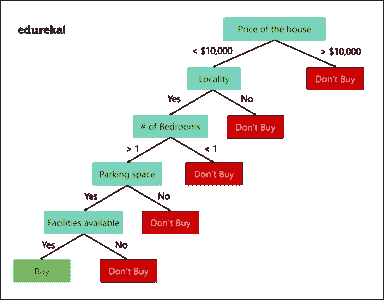 edureka!
Price of the house
< $10,000
> $10,000
Locality
Don't Buy
Yes
No
# of Bedrooms
Don't Buy
> 1
< 1
Parking space
Don't Buy
Yes
No
Facilities available
Don't Buy
Yes
No
Buy
Don't Buy